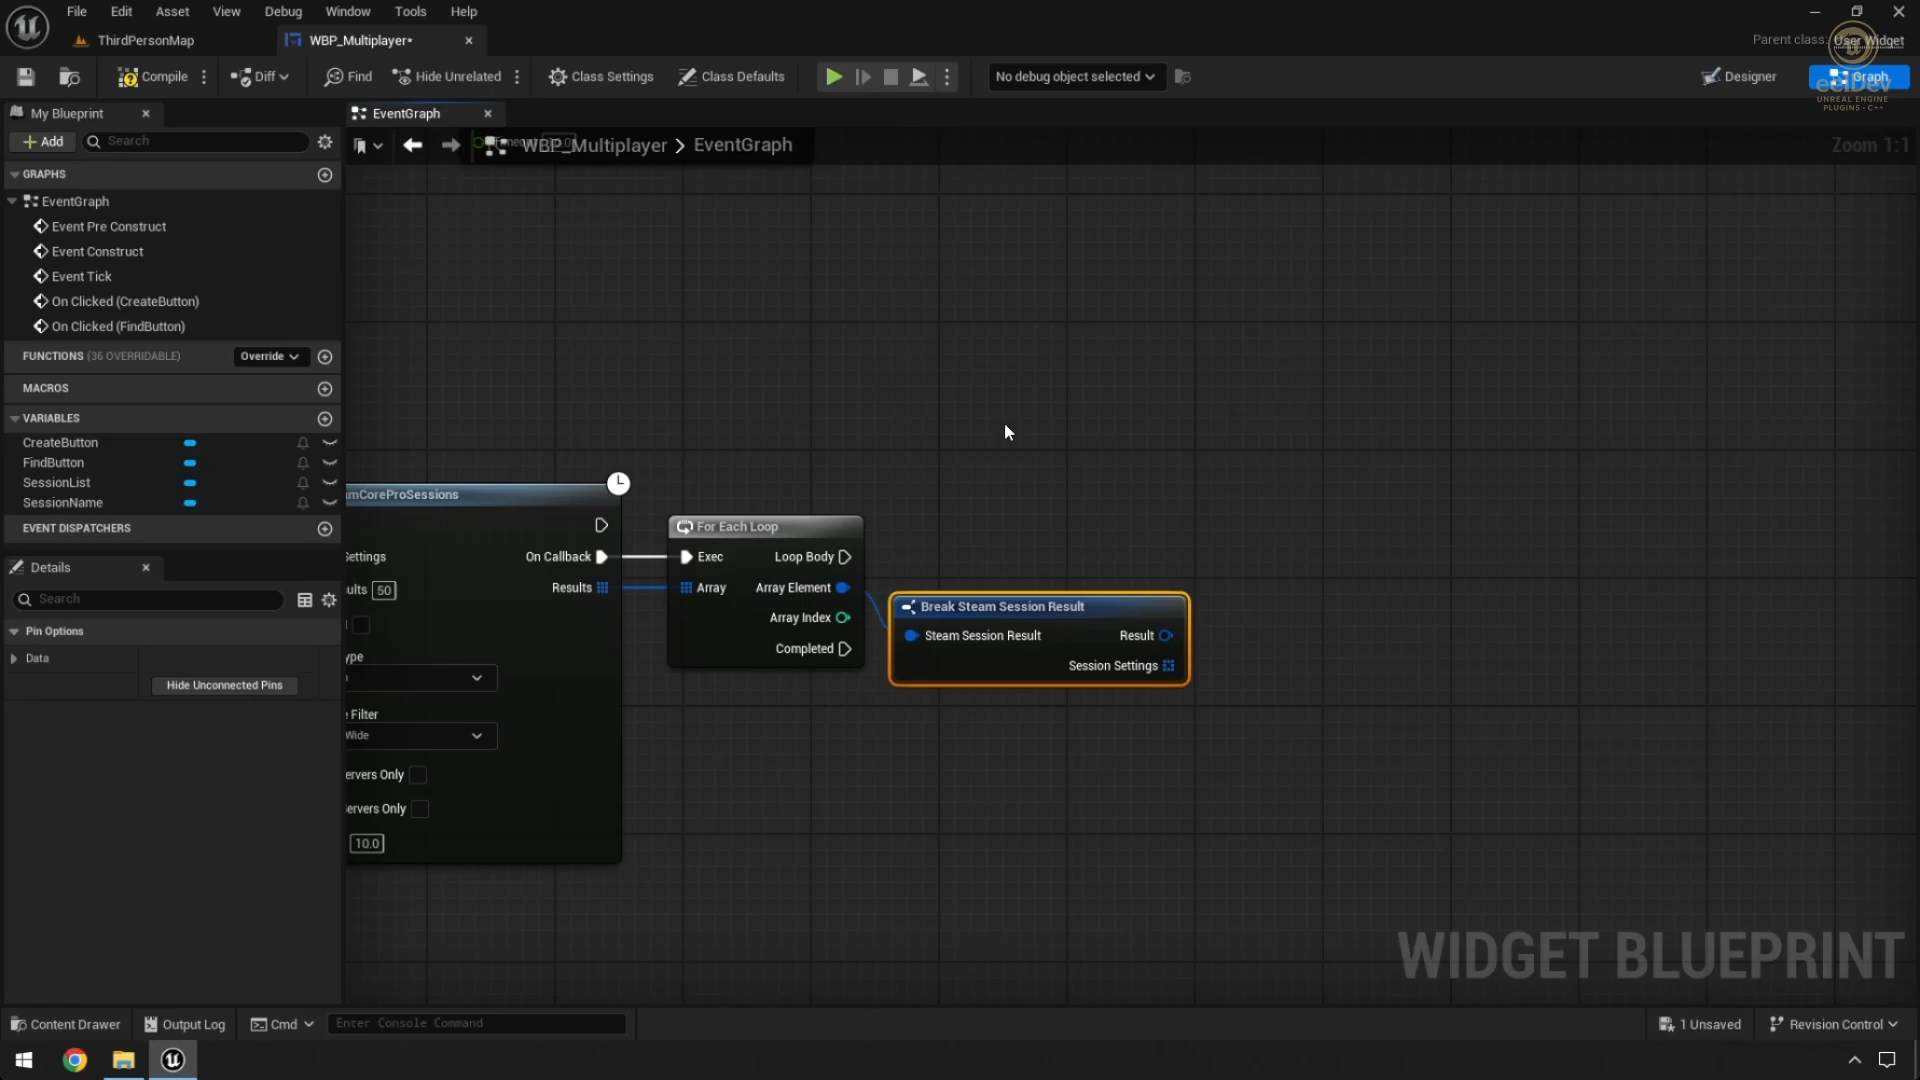 File Edit View Asset Debug Window Tools Help
ThirdPersonMap
WBP_Multiplayer*
Parent class: User Widget
Compile
Diff
Find
Hide Unrelated
Class Settings
Class Defaults
No debug object selected
Designer
Graph
eeldev
UNREAL ENGINE
PLUGINS · C++
My Blueprint
EventGraph
Add
Search
WBP_Multiplayer > EventGraph
Zoom 1:1
GRAPHS
EventGraph
Event Pre Construct
Event Construct
Event Tick
On Clicked (CreateButton)
On Clicked (FindButton)
FUNCTIONS (36 OVERRIDABLE)
Override
MACROS
VARIABLES
CreateButton
FindButton
SessionList
SessionName
EVENT DISPATCHERS
Details
Search
Pin Options
Data
Hide Unconnected Pins
mCoreProSessions
Settings
On Callback
ults 50
Results
ype
e Filter
Wide
ervers Only
Servers Only
10.0
For Each Loop
Exec
Loop Body
Array
Array Element
Array Index
Completed
Break Steam Session Result
Steam Session Result
Result
Session Settings
WIDGET BLUEPRINT
Content Drawer
Output Log
Cmd
Enter Console Command
1 Unsaved
Revision Control